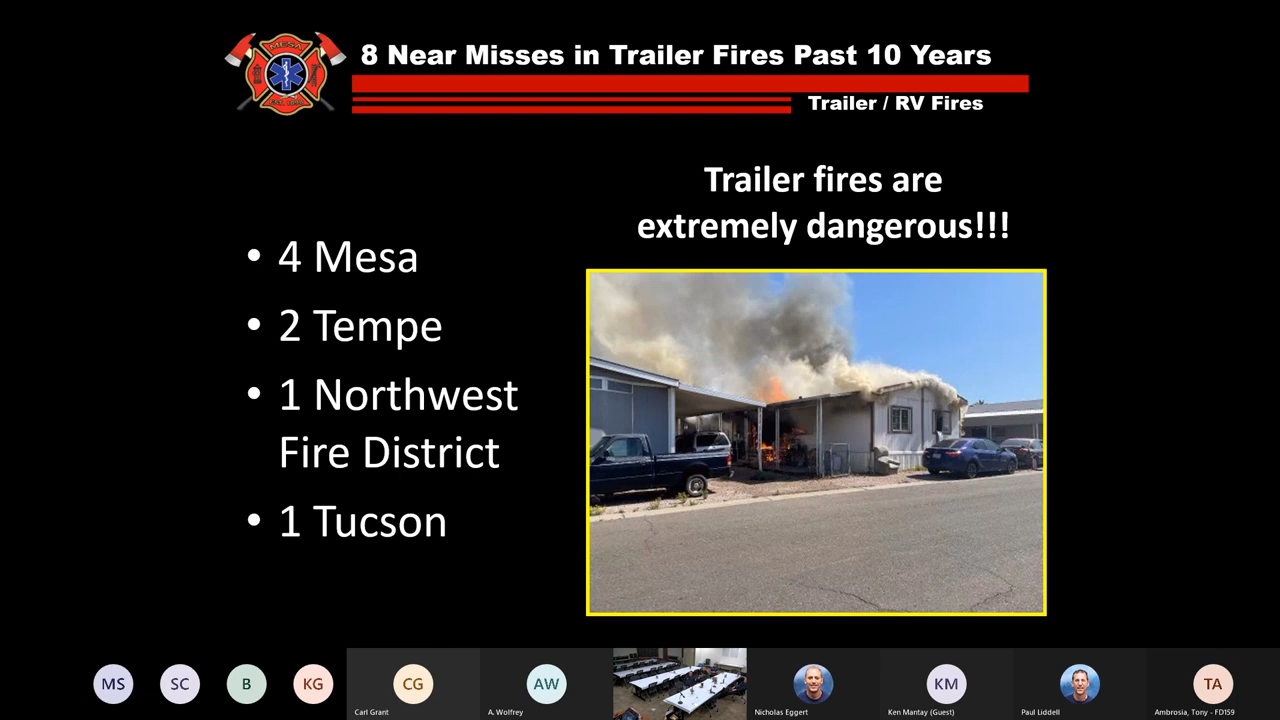 MESA
8 Near Misses in Trailer Fires Past 10 Years
Trailer / RV Fires
Trailer fires are
extremely dangerous!!!
• 4 Mesa
• 2 Tempe
• 1 Northwest
Fire District
• 1 Tucson
MS
SC
B
KG
CG
Carl Grant
AW
A. Wolfrey
Nicholas Eggert
KM
Ken Mantay (Guest)
Paul Liddell
TA
Ambrosia, Tony - FD1S9